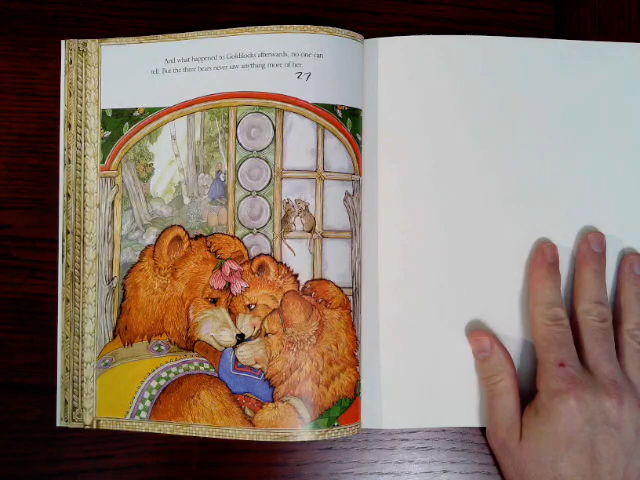 And what happened to Goldilocks afterwards, no one can
tell. But the three bears never saw anything more of her.
27